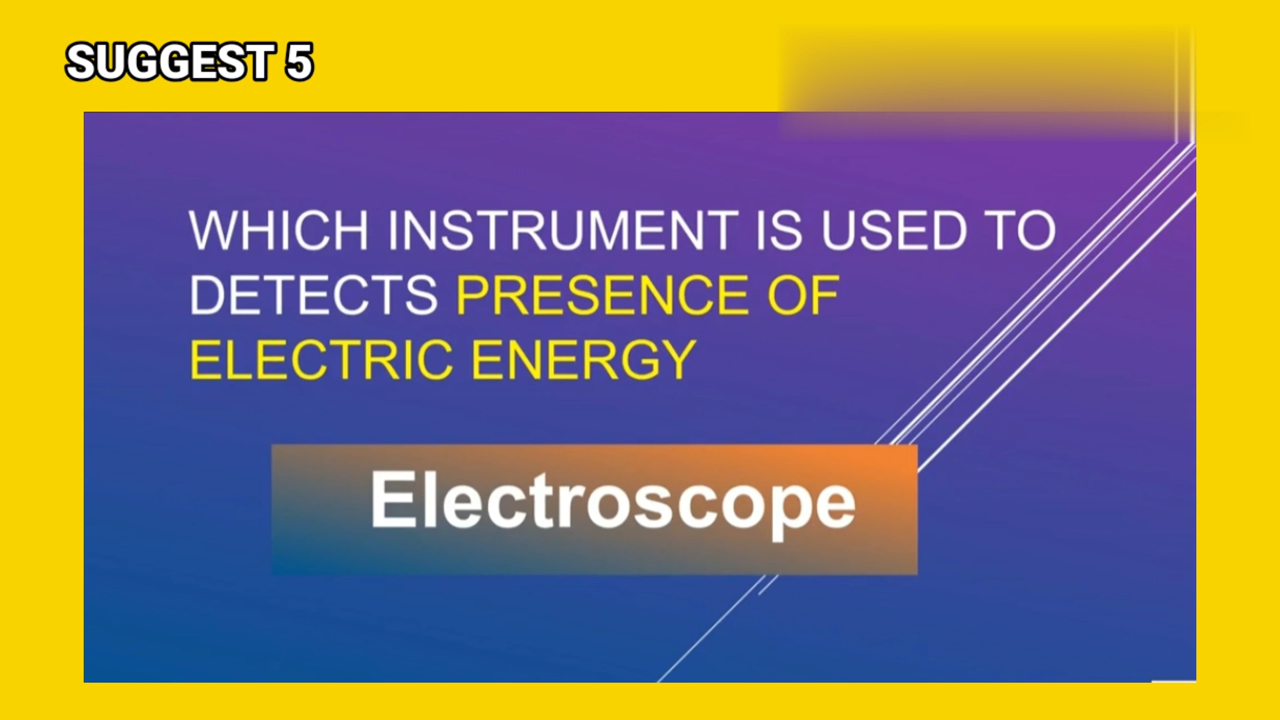 SUGGEST 5
WHICH INSTRUMENT IS USED TO
DETECTS PRESENCE OF
ELECTRIC ENERGY
Electroscope